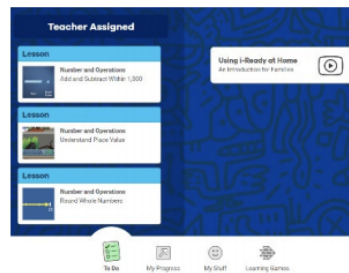 Teacher Assigned
Lesson
Number and Operations
Add and Subtract Within 1,000
Lesson
Number and Operations
Understand Place Value
Lesson
Number and Operations
Round Whole Numbers
Using i-Ready at Home
An Introduction for Families
To Do
My Progress
My Stuff
Learning Games